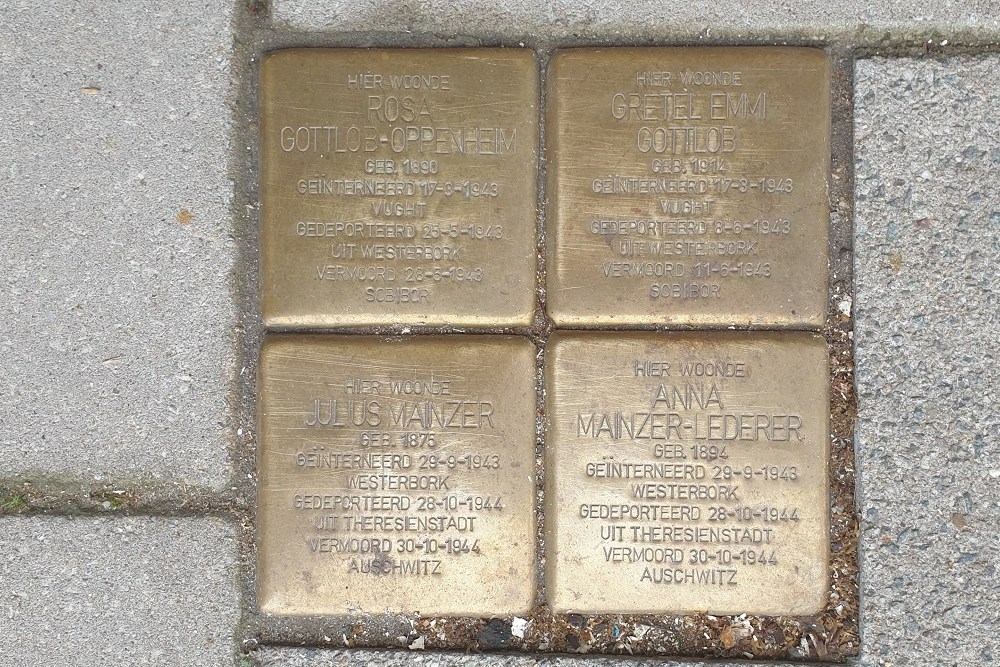 HIER WOONDE
ROSA
GOTTLOB-OPPENHEIM
GEB. 1890
GEÏNTERNEERD 17-3-1943
VUGHT
GEDEPORTEERD 25-5-1943
UIT WESTERBORK
VERMOORD 28-5-1943
SOBIBOR
HIER WOONDE
GRETEL EMMI
GOTTLOB
GEB. 1914
GEÏNTERNEERD 17-3-1943
VUGHT
GEDEPORTEERD 8-6-1943
UIT WESTERBORK
VERMOORD 11-6-1943
SOBIBOR
HIER WOONDE
JULIUS MAINZER
GEB. 1876
GEÏNTERNEERD 29-9-1943
WESTERBORK
GEDEPORTEERD 28-10-1944
UIT THERESIENSTADT
VERMOORD 30-10-1944
AUSCHWITZ
HIER WOONDE
ANNA
MAINZER-LEDERER
GEB. 1894
GEÏNTERNEERD 29-9-1943
WESTERBORK
GEDEPORTEERD 28-10-1944
UIT THERESIENSTADT
VERMOORD 30-10-1944
AUSCHWITZ